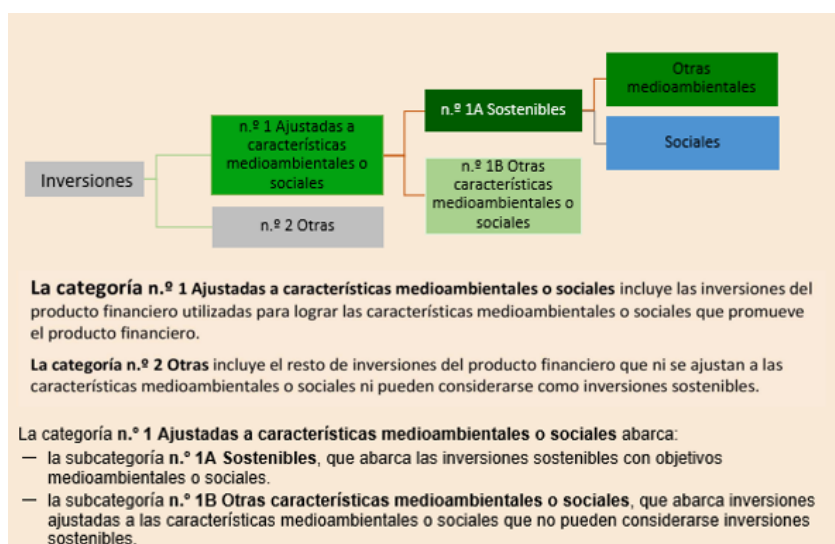 Otras
medioambientales
n.º 1A Sostenibles
n.º 1 Ajustadas a
características
medioambientales o
sociales
Sociales
n.º 1B Otras
características
medioambientales o
sociales
Inversiones
n.º 2 Otras
La categoría n.º 1 Ajustadas a características medioambientales o sociales incluye las inversiones del
producto financiero utilizadas para lograr las características medioambientales o sociales que promueve
el producto financiero.
La categoría n.º 2 Otras incluye el resto de inversiones del producto financiero que ni se ajustan a las
características medioambientales o sociales ni pueden considerarse como inversiones sostenibles.
La categoría n.º 1 Ajustadas a características medioambientales o sociales abarca:
— la subcategoría n.º 1A Sostenibles, que abarca las inversiones sostenibles con objetivos
medioambientales o sociales.
— la subcategoría n.º 1B Otras características medioambientales o sociales, que abarca inversiones
ajustadas a las características medioambientales o sociales que no pueden considerarse inversiones
sostenibles.